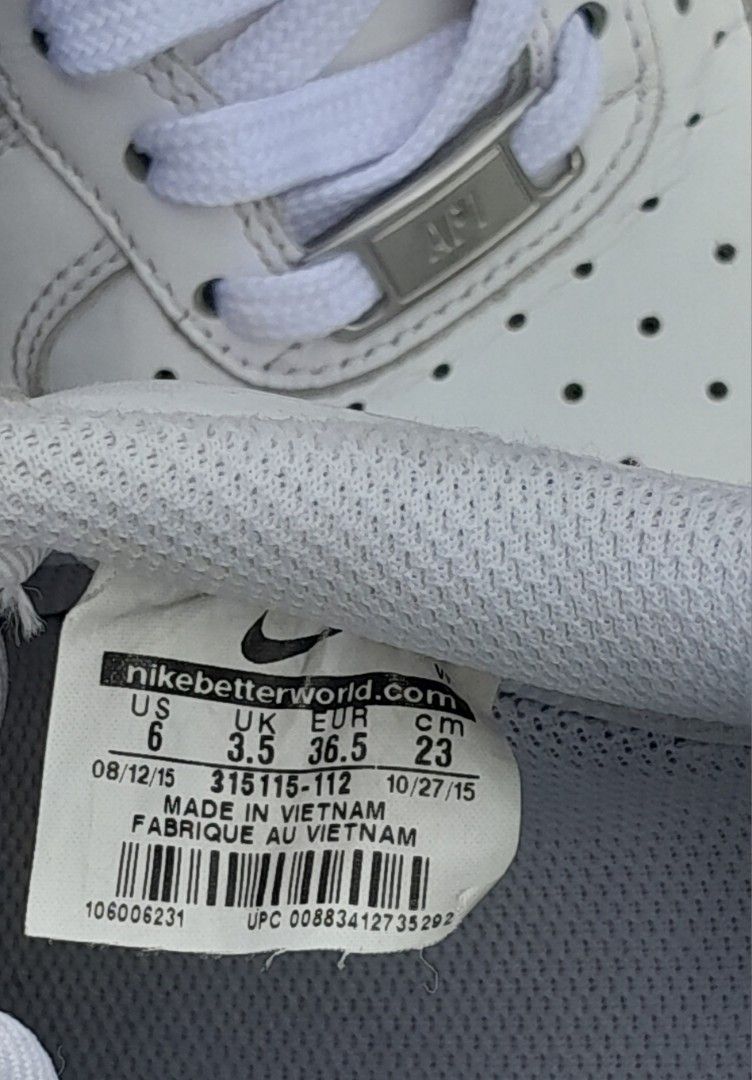 AF1
W
nikebetterworld.com
US UK EUR cm
6 3.5 36.5 23
08/12/15 315115-112 10/27/15
MADE IN VIETNAM
FABRIQUE AU VIETNAM
106006231 UPC 00883412735292